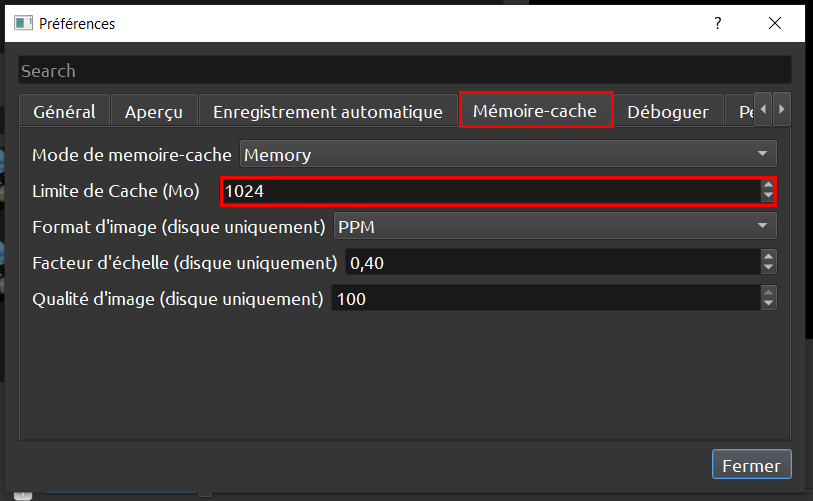 Préférences
?
Search
Général Aperçu Enregistrement automatique Mémoire-cache Déboguer
Mode de memoire-cache Memory
Limite de Cache (Mo) 1024
Format d'image (disque uniquement) PPM
Facteur d'échelle (disque uniquement) 0,40
Qualité d'image (disque uniquement) 100
Fermer